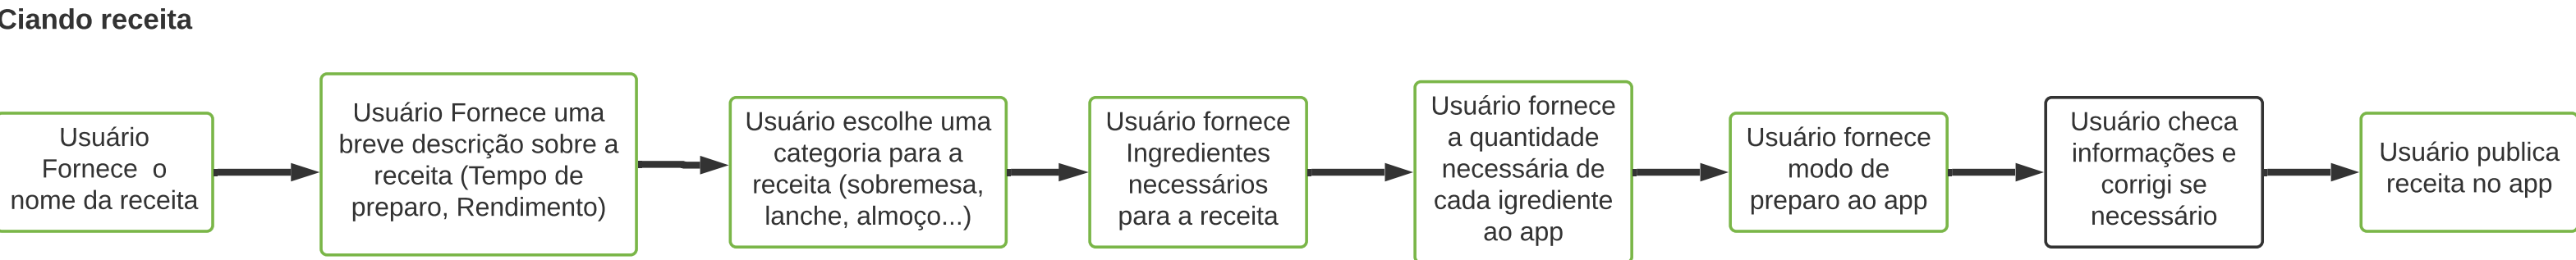 Ciando receita
Usuário
Fornece  o
nome da receita
Usuário Fornece uma
breve descrição sobre a
receita (Tempo de
preparo, Rendimento)
Usuário escolhe uma
categoria para a
receita (sobremesa,
lanche, almoço...)
Usuário fornece
Ingredientes
necessários
para a receita
Usuário fornece
a quantidade
necessária de
cada igrediente
ao app
Usuário fornece
modo de
preparo ao app
Usuário checa
informações e
corrigi se
necessário
Usuário publica
receita no app